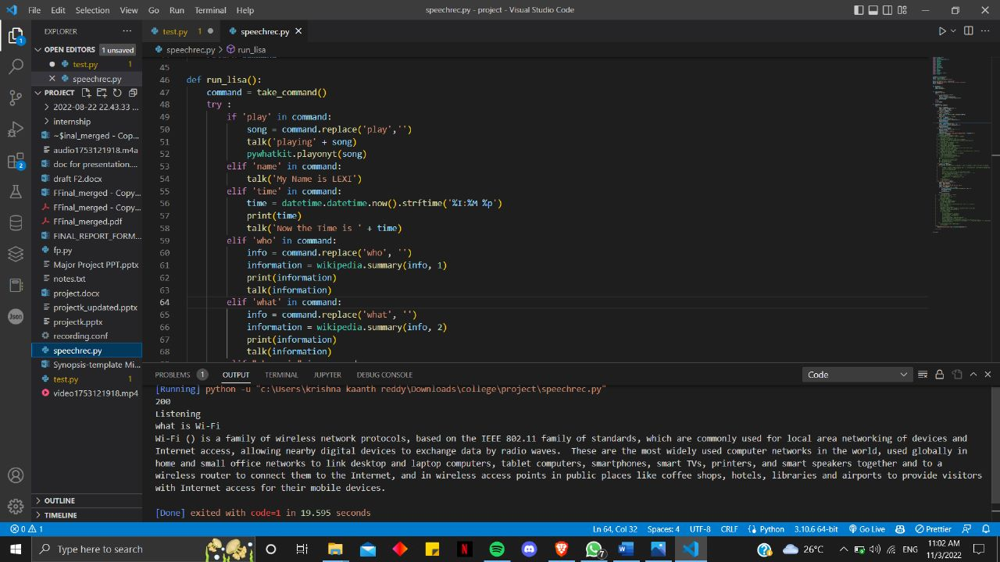 File Edit Selection View Go Run Terminal Help speechrec.py - project - Visual Studio Code
EXPLORER
OPEN EDITORS 1 unsaved
test.py 1
speechrec.py
PROJECT
2022-08-22 22.43.33 ...
internship
~$inal_merged - Cop...
audio1753121918.m4a
doc for presentation....
draft F2.docx
FFinal_merged - Copy...
FFinal_merged - Copy...
FFinal_merged.pdf
FINAL_REPORT_FORM...
fp.py
Major Project PPT.pptx
notes.txt
project.docx
projectk_updated.pptx
projectk.pptx
recording.conf
speechrec.py
Synopsis-template Mi...
test.py 1
video1753121918.mp4
OUTLINE
TIMELINE
test.py 1 speechrec.py
speechrec.py > run_lisa
45
46 def run_lisa():
47 command = take_command()
48 try :
49 if 'play' in command:
50 song = command.replace('play','')
51 talk('playing' + song)
52 pywhatkit.playonyt(song)
53 elif 'name' in command:
54 talk('My Name is LEXI')
55 elif 'time' in command:
56 time = datetime.datetime.now().strftime('%I:%M %p')
57 print(time)
58 talk('Now the Time is ' + time)
59 elif 'who' in command:
60 info = command.replace('who', '')
61 information = wikipedia.summary(info, 1)
62 print(information)
63 talk(information)
64 elif 'what' in command:
65 info = command.replace('what', '')
66 information = wikipedia.summary(info, 2)
67 print(information)
68 talk(information)
PROBLEMS 1 OUTPUT TERMINAL JUPYTER DEBUG CONSOLE Code
[Running] python -u "c:\Users\krishna kaanth reddy\Downloads\college\project\speechrec.py"
200
Listening
what is Wi-Fi
Wi-Fi () is a family of wireless network protocols, based on the IEEE 802.11 family of standards, which are commonly used for local area networking of devices and
Internet access, allowing nearby digital devices to exchange data by radio waves. These are the most widely used computer networks in the world, used globally in
home and small office networks to link desktop and laptop computers, tablet computers, smartphones, smart TVs, printers, and smart speakers together and to a
wireless router to connect them to the Internet, and in wireless access points in public places like coffee shops, hotels, libraries and airports to provide visitors
with Internet access for their mobile devices.
[Done] exited with code=1 in 19.595 seconds
0 1 Ln 64, Col 32 Spaces: 4 UTF-8 CRLF Python 3.10.6 64-bit Go Live Prettier
Type here to search 7 26°C ENG 11:02 AM
11/3/2022
1
2
Json